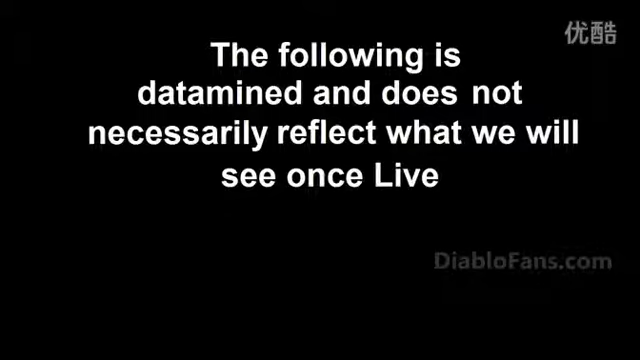 优酷
The following is
datamined and does not
necessarily reflect what we will
see once Live
DiabloFans.com